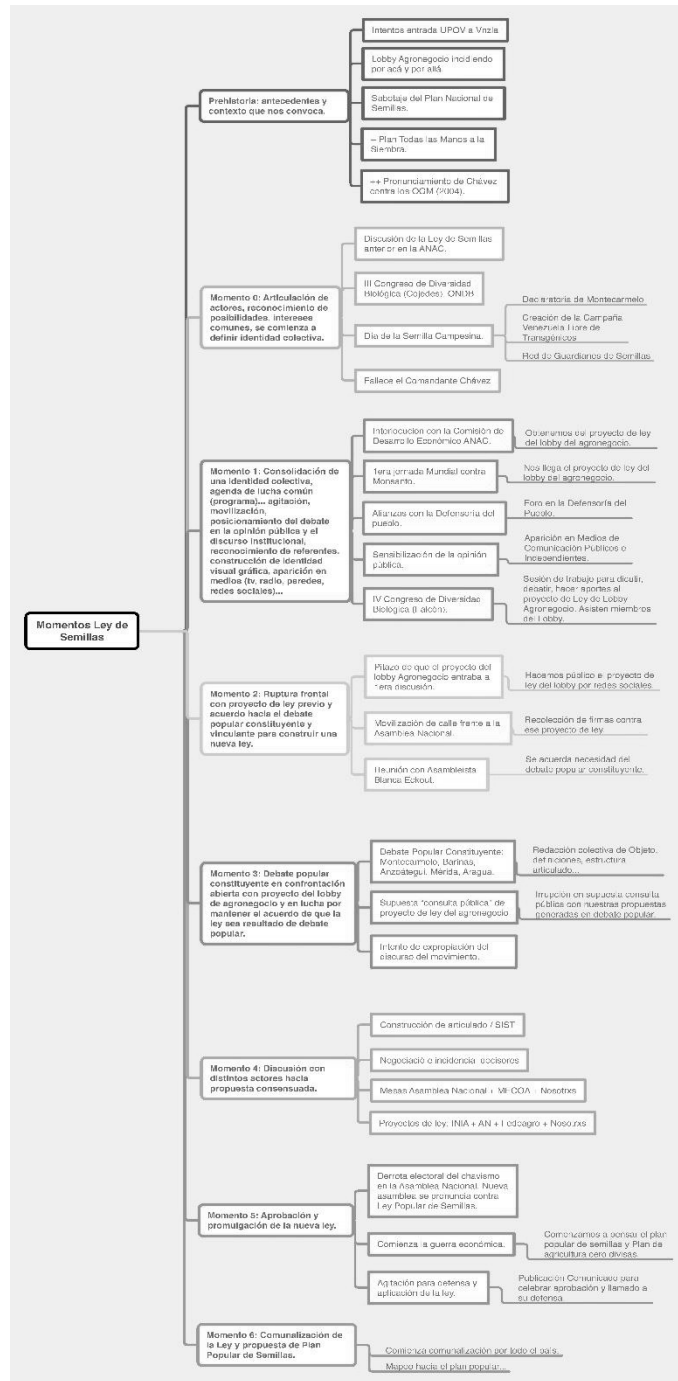 Intentos entrada UPOV a Vnzla
Lobby Agronegocio incidiendo
por acá y por allá.
Prehistoria: antecedentes y
contexto que nos convoca.
Sabotaje del Plan Nacional de
Semillas.
– Plan Todas las Manos a la
Siembra.
–+ Pronunciamiento de Chávez
contra los OGM (2004).
Momento 0: Articulación de
actores, reconocimiento de
posibilidades, intereses
comunes, se comienza a
definir identidad colectiva.
Discusión de la Ley de Semillas
anterior en la ANAC.
III Congreso de Diversidad
Biológica (Cojedes). ONDB
Día de la Semilla Campesina.
Declaratoria de Montecarmelo
Creación de la Campaña
Venezuela Libre de
Transgénicos
Red de Guardianes de Semillas
Fallece el Comandante Chávez
Momento 1: Consolidación de
una identidad colectiva,
agenda de lucha común
(programa)... agitación,
movilización,
posicionamiento del debate
en la opinión pública y el
discurso institucional,
reconocimiento de referentes.
construcción de identidad
visual gráfica, aparición en
medios (tv, radio, paredes,
redes sociales)...
Interlocución con la Comisión de
Desarrollo Económico ANAC.
Obtenemos del proyecto de ley
del lobby del agronegocio.
1era jornada Mundial contra
Monsanto.
Nos llega el proyecto de ley del
lobby del agronegocio.
Alianzas con la Defensoría del
pueblo.
Foro en la Defensoría del
Pueblo.
Sensibilización de la opinión
pública.
Aparición en Medios de
Comunicación Públicos e
Independientes.
IV Congreso de Diversidad
Biológica (Falcón).
Sesión de trabajo para dicutir,
debatir, hacer aportes al
proyecto de Ley de Lobby
Agronegocio. Asisten miembros
del Lobby.
Momentos Ley de
Semillas
Momento 2: Ruptura frontal
con proyecto de ley previo y
acuerdo hacia el debate
popular constituyente y
vinculante para construir una
nueva ley.
Pitazo de que el proyecto del
lobby Agronegocio entraba a
1era discusión.
Hacemos público el proyecto de
ley del lobby por redes sociales.
Movilización de calle frente a la
Asamblea Nacional.
Recolección de firmas contra
ese proyecto de ley
Reunión con Asambleista
Blanca Eckout.
Se acuerda necesidad del
debate popular constituyente.
Momento 3: Debate popular
constituyente en confrontación
abierta con proyecto del lobby
de agronegocio y en lucha por
mantener el acuerdo de que la
ley sea resultado de debate
popular.
Debate Popular Constituyente:
Montecarmelo, Barinas,
Anzoátegui, Mérida, Aragua.
Redacción colectiva de Objeto,
definiciones, estructura
articulado...
Supuesta "consulta pública" de
proyecto de ley del agronegocio
Irrupción en supuesta consulta
pública con nuestras propuestas
generadas en debate popular.
Intento de expropiación del
discurso del movimiento.
Momento 4: Discusión con
distintos actores hacia
propuesta consensuada.
Construcción de articulado / SIST
Negociació e incidencia decisores
Mesas Asamblea Nacional + MECOA + Nosotrxs
Proyectos de ley: INIA + AN + Fedeagro + Nosotrxs
Momento 5: Aprobación y
promulgación de la nueva ley.
Derrota electoral del chavismo
en la Asamblea Nacional. Nueva
asamblea se pronuncia contra
Ley Popular de Semillas.
Comienza la guerra económica.
Comenzamos a pensar el plan
popular de semillas y Plan de
agricultura cero divisas.
Agitación para defensa y
aplicación de la ley.
Publicación Comunicado para
celebrar aprobación y llamado a
su defensa.
Momento 6: Comunalización de
la Ley y propuesta de Plan
Popular de Semillas.
Comienza comunalización por todo el país.
Mapeo hacia el plan popular...